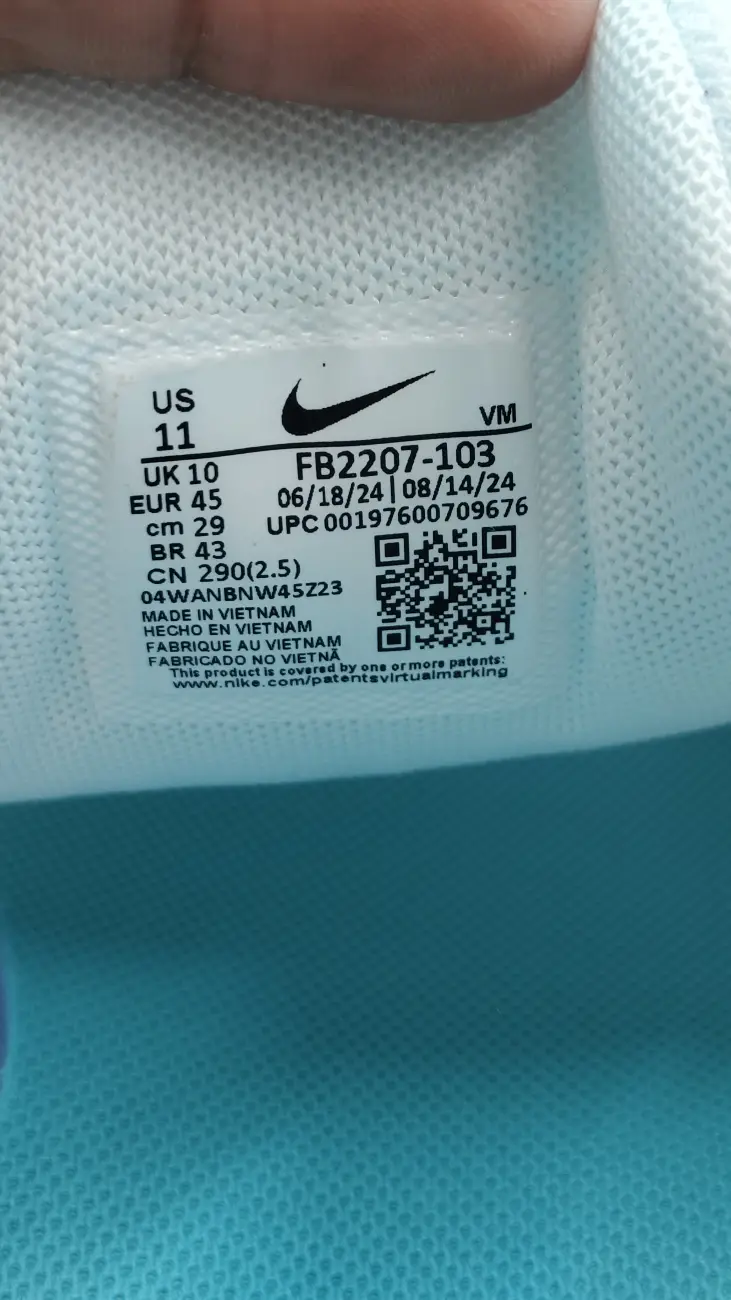 US
11
VM
UK 10
EUR 45
cm 29
BR 43
CN 290(2.5)
FB2207-103
06/18/24|08/14/24
UPC 00197600709676
04WANBNW45Z23
MADE IN VIETNAM
HECHO EN VIETNAM
FABRIQUE AU VIETNAM
FABRICADO NO VIETNÃ
This product is covered by one or more patents:
www.nike.com/patentsvirtualmarking